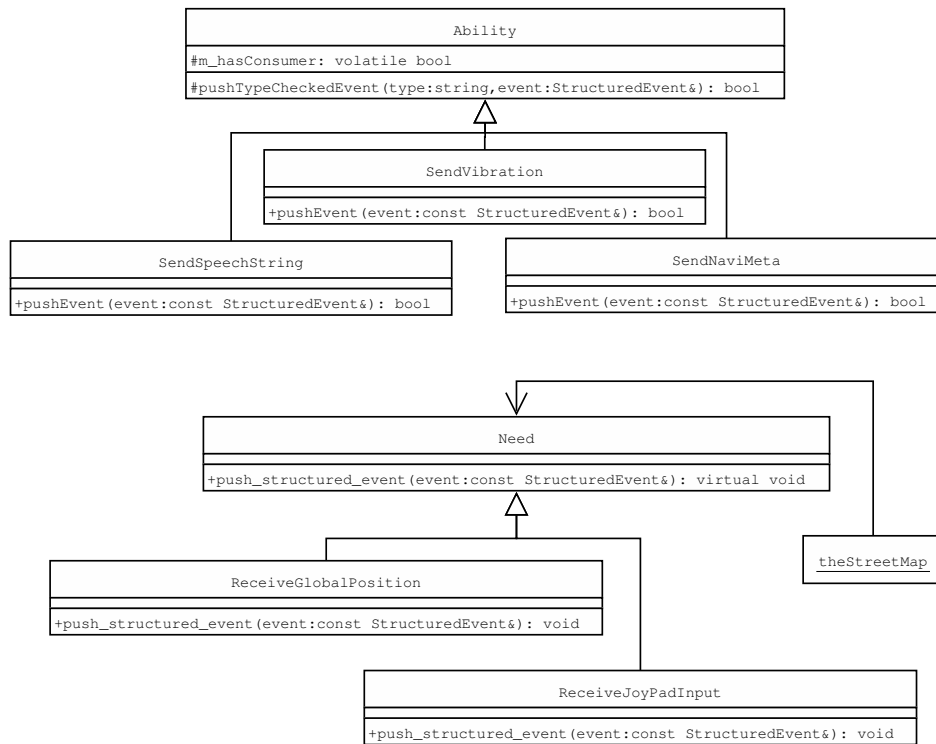 Ability
#m_hasConsumer: volatile bool
#pushTypeCheckedEvent(type:string,event:StructuredEvent&): bool
SendVibration
+pushEvent(event:const StructuredEvent&): bool
SendSpeechString
+pushEvent(event:const StructuredEvent&): bool
SendNaviMeta
+pushEvent(event:const StructuredEvent&): bool
Need
+push_structured_event(event:const StructuredEvent&): virtual void
theStreetMap
ReceiveGlobalPosition
+push_structured_event(event:const StructuredEvent&): void
ReceiveJoyPadInput
+push_structured_event(event:const StructuredEvent&): void